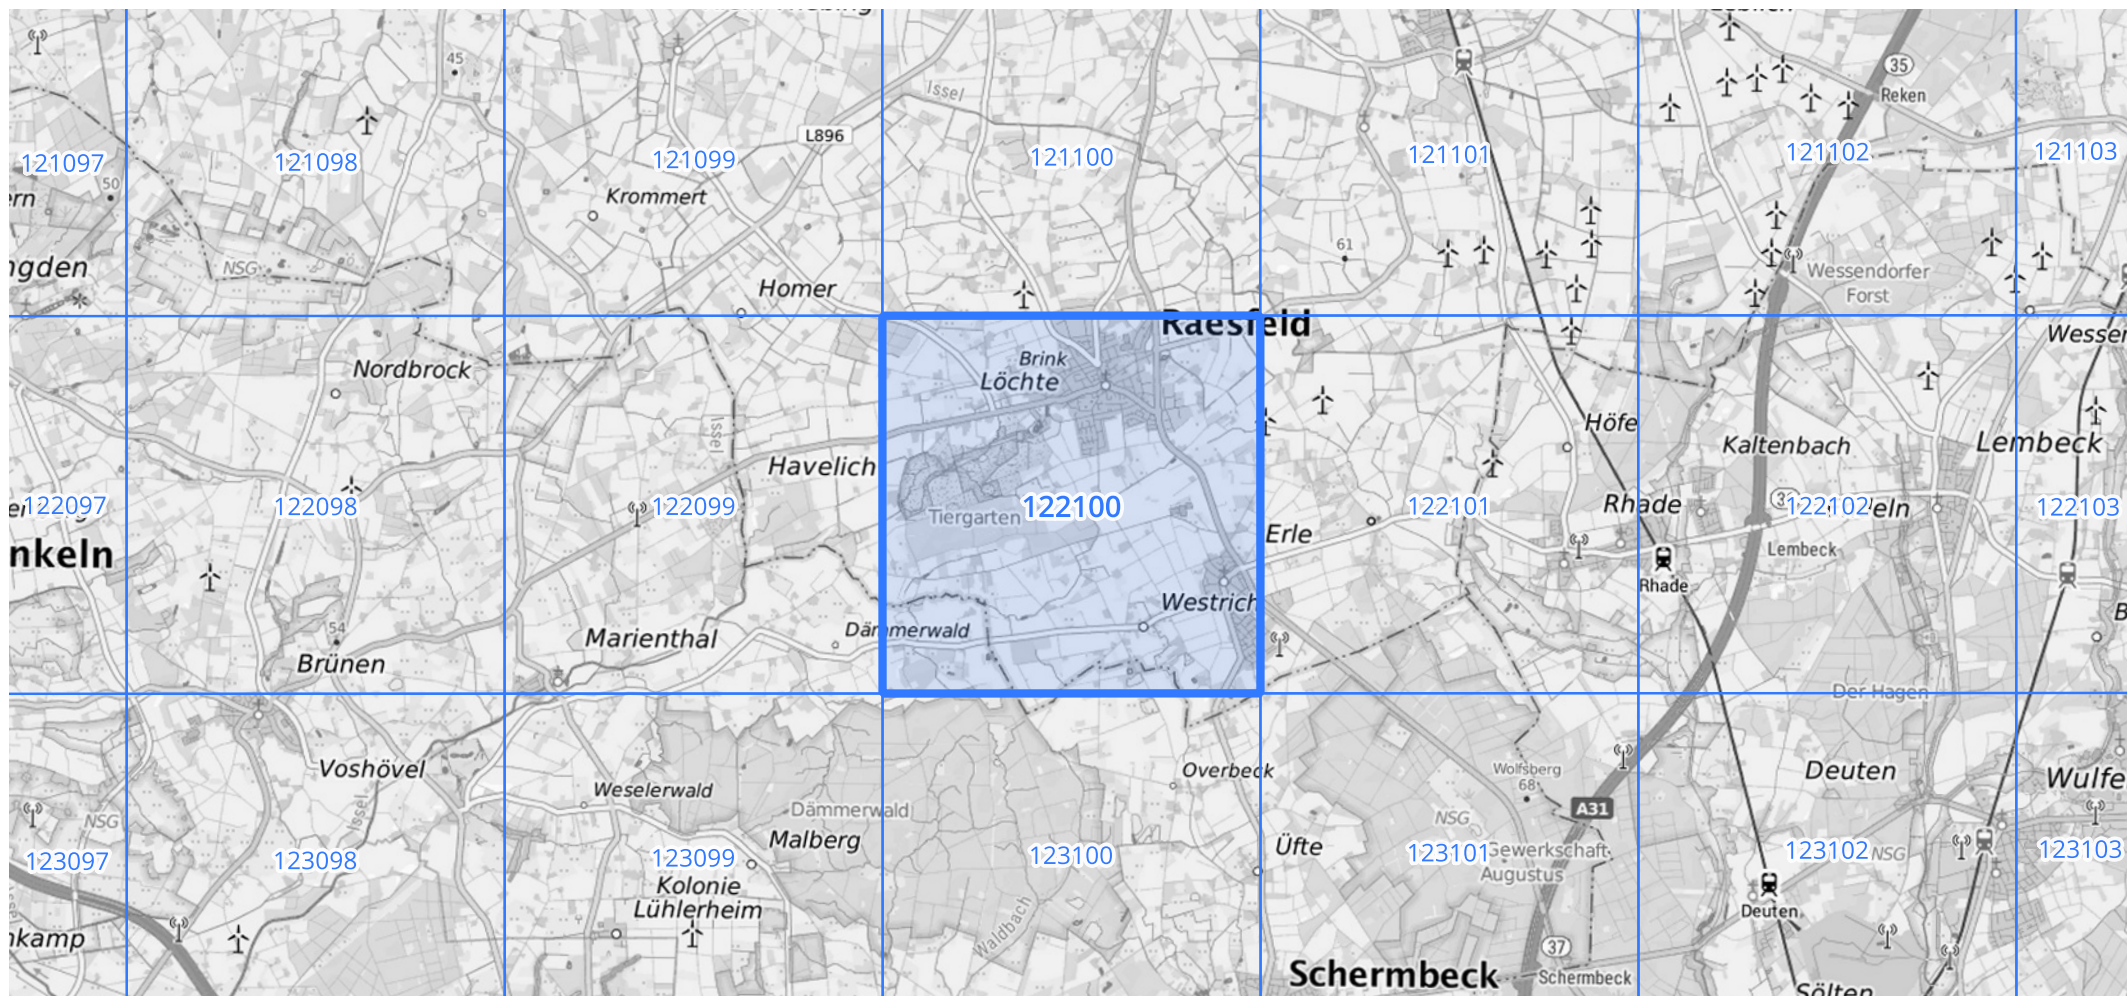 45
35
Reken
Issel
L896
121097
121098
121099
121100
121101
121102
121103
50
Krommert
61
NSG
Homer
Wessendorfer
Forst
Raesfeld
Nordbrock
Brink
Löchte
Issel
Höfe
Kaltenbach
Lembeck
Havelich
122097
122098
122099
122100
122101
122102
122103
Tiergarten
Rhade
Erle
Lembeck
Rhade
54
Brünen
Marienthal
Dämmerwald
Westrich
Der Hagen
Voshövel
Issel
Weselerwald
Overbeck
Wolfsberg
68
Deuten
Dämmerwald
A31
NSG
NSG
Malberg
Üfte
123097
123098
123099
123100
123101
123102
123103
Gewerkschaft
Augustus
NSG
Kolonie
Lühlerheim
Waldbach
Deuten
37
Schermbeck
Schermbeck
Sölten